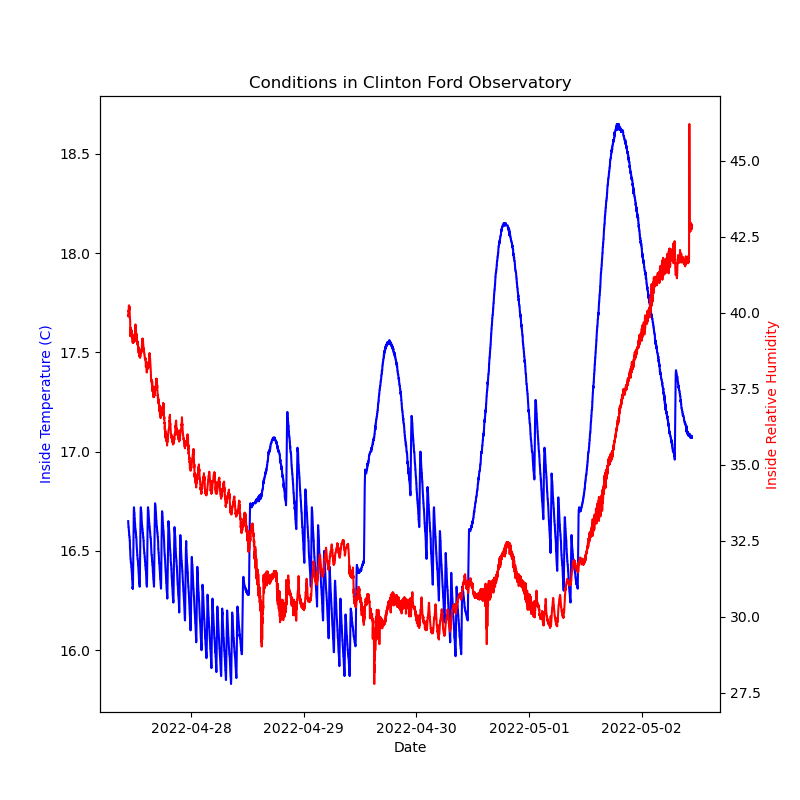 Conditions in Clinton Ford Observatory
18.5
18.0
17.5
17.0
16.5
16.0
Inside Temperature (C)
45.0
42.5
40.0
37.5
35.0
32.5
30.0
27.5
Inside Relative Humidity
2022-04-28 2022-04-29 2022-04-30 2022-05-01 2022-05-02
Date